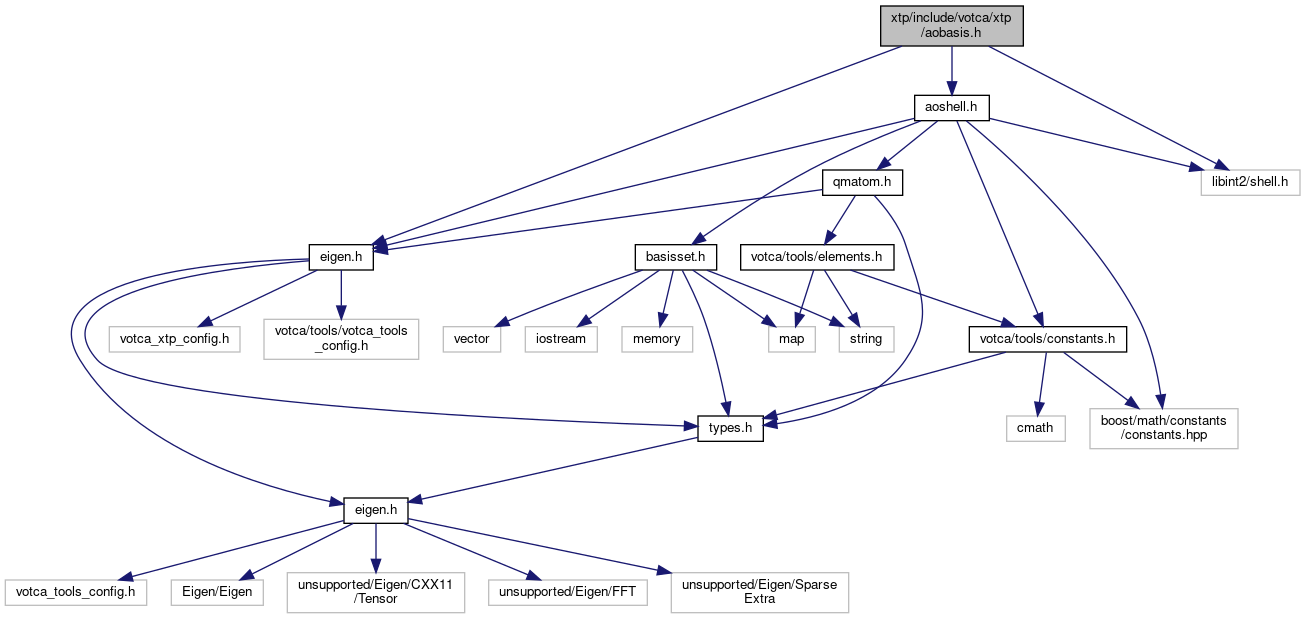 xtp/include/votca/xtp
/aobasis.h
aoshell.h
qmatom.h
libint2/shell.h
eigen.h
basisset.h
votca/tools/elements.h
votca_xtp_config.h
votca/tools/votca_tools
_config.h
vector
iostream
memory
map
string
votca/tools/constants.h
types.h
cmath
boost/math/constants
/constants.hpp
eigen.h
votca_tools_config.h
Eigen/Eigen
unsupported/Eigen/CXX11
/Tensor
unsupported/Eigen/FFT
unsupported/Eigen/Sparse
Extra